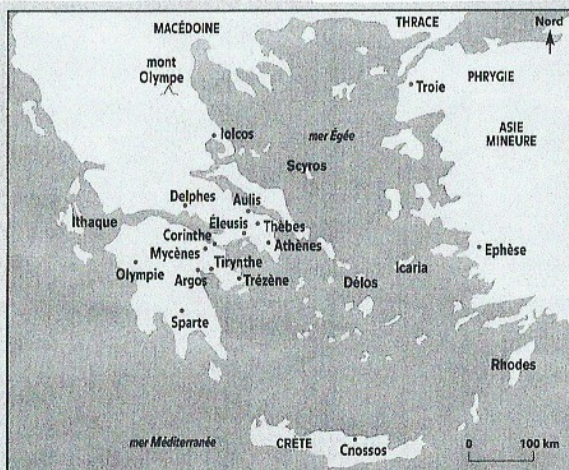 MACÉDOINE
THRACE
Nord
mont
Olympe
PHRYGIE
Troie
ASIE
MINEURE
Iolcos
mer Égée
Scyros
Delphes
Aulis
Ithaque
Éleusis
Thèbes
Corinthe
Athènes
Mycènes
Ephèse
Tirynthe
Icaria
Olympie
Argos
Trézène
Délos
Sparte
Rhodes
mer Méditerranée
CRÈTE
Cnossos
0 100 km